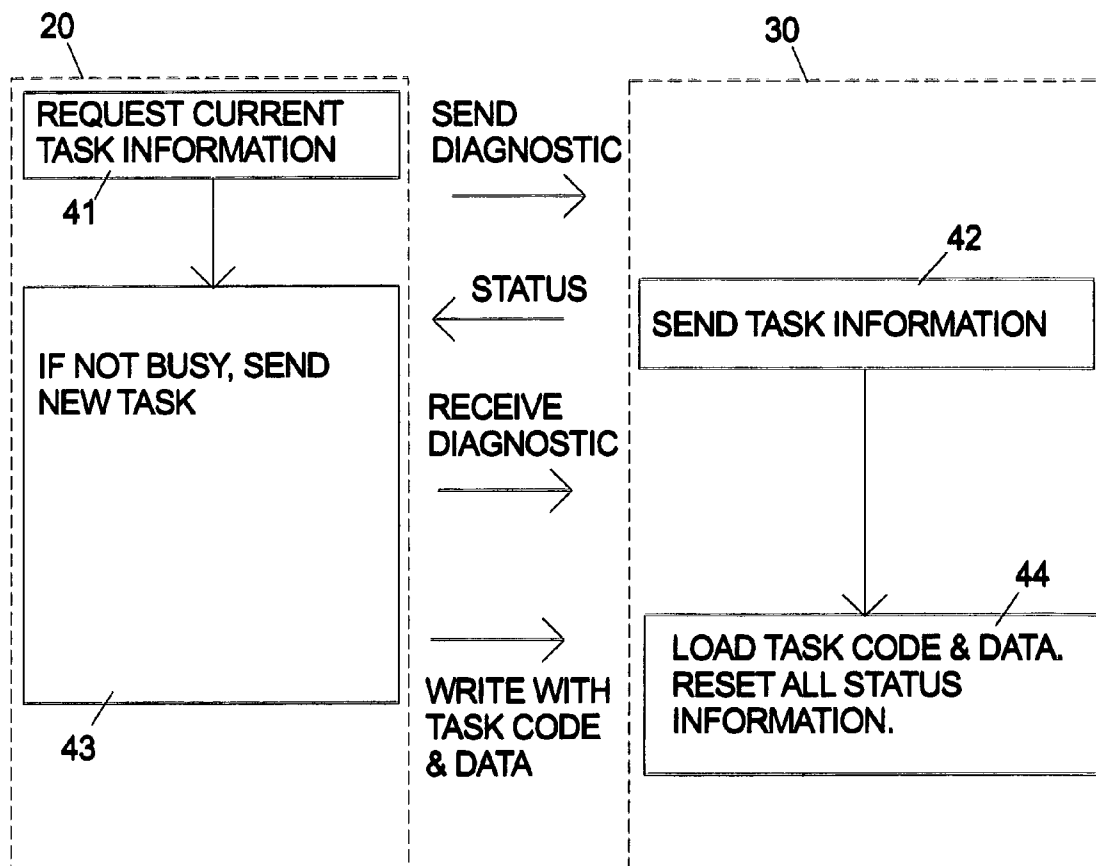 20
30
REQUEST CURRENT
TASK INFORMATION
41
SEND
DIAGNOSTIC
42
STATUS
SEND TASK INFORMATION
IF NOT BUSY, SEND
NEW TASK
RECEIVE
DIAGNOSTIC
43
WRITE WITH
TASK CODE
& DATA
44
LOAD TASK CODE & DATA.
RESET ALL STATUS
INFORMATION.